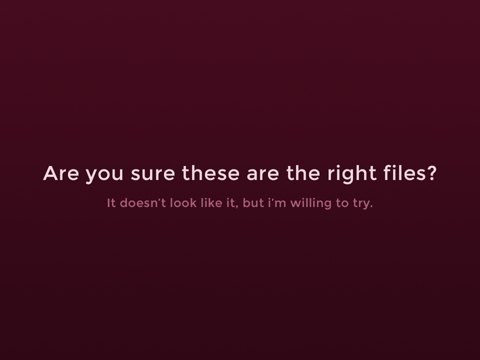 Are you sure these are the right files?
It doesn't look like it, but i'm willing to try.